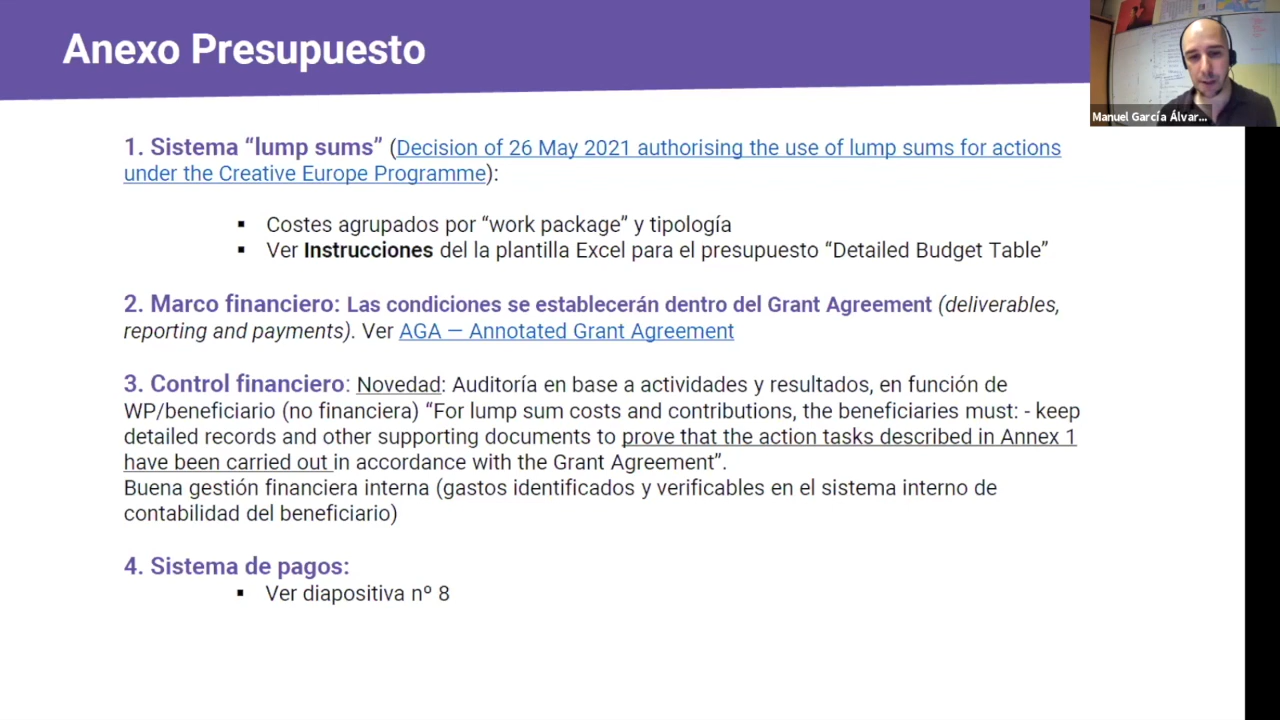 Anexo Presupuesto
Manuel García Álvar...
1. Sistema “lump sums” (Decision of 26 May 2021 authorising the use of lump sums for actions
under the Creative Europe Programme):
▪ Costes agrupados por “work package” y tipología
▪ Ver Instrucciones del la plantilla Excel para el presupuesto “Detailed Budget Table”
2. Marco financiero: Las condiciones se establecerán dentro del Grant Agreement (deliverables,
reporting and payments). Ver AGA — Annotated Grant Agreement
3. Control financiero: Novedad: Auditoría en base a actividades y resultados, en función de
WP/beneficiario (no financiera) “For lump sum costs and contributions, the beneficiaries must: - keep
detailed records and other supporting documents to prove that the action tasks described in Annex 1
have been carried out in accordance with the Grant Agreement”.
Buena gestión financiera interna (gastos identificados y verificables en el sistema interno de
contabilidad del beneficiario)
4. Sistema de pagos:
▪ Ver diapositiva nº 8